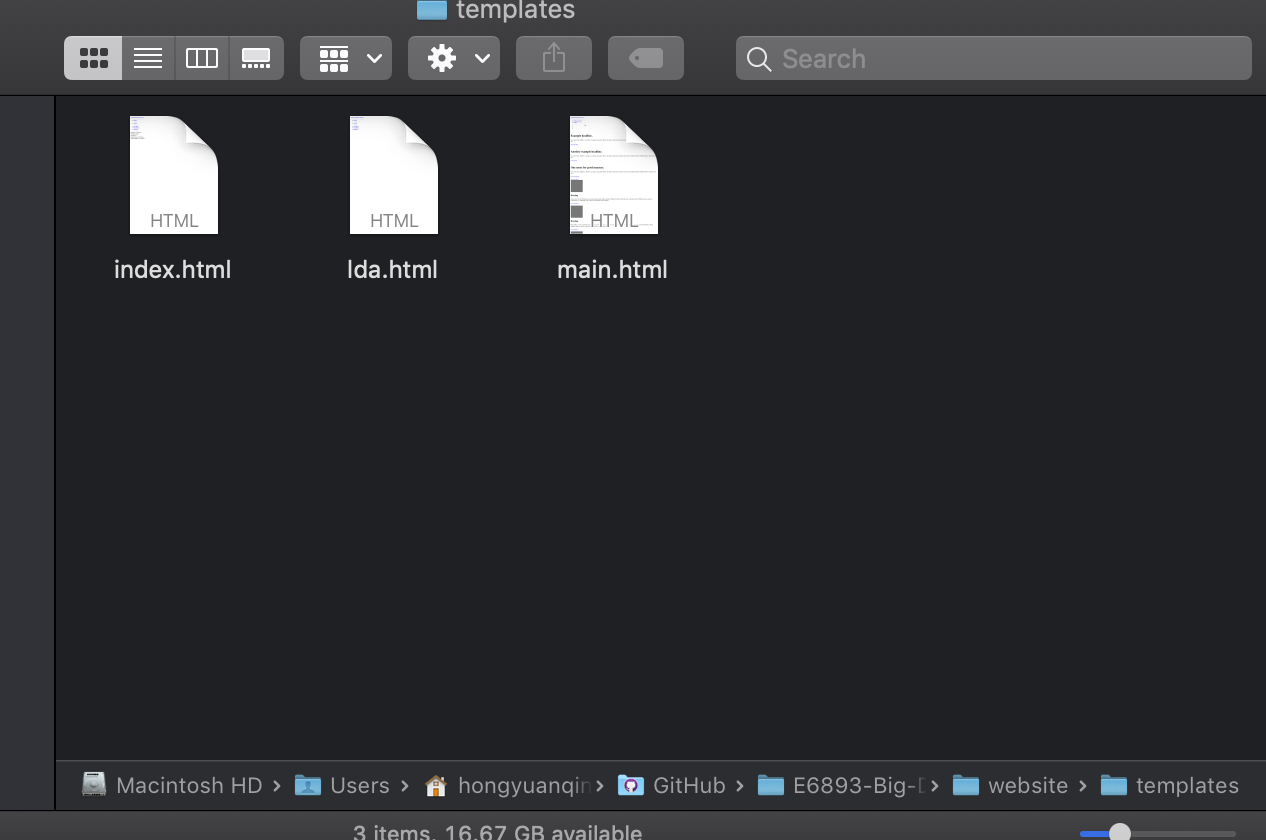 templates
Search
HTML HTML HTML
index.html lda.html main.html
Macintosh HD › Users › hongyuanqin › GitHub › E6893-Big-D › website › templates
3 items, 16.67 GB available